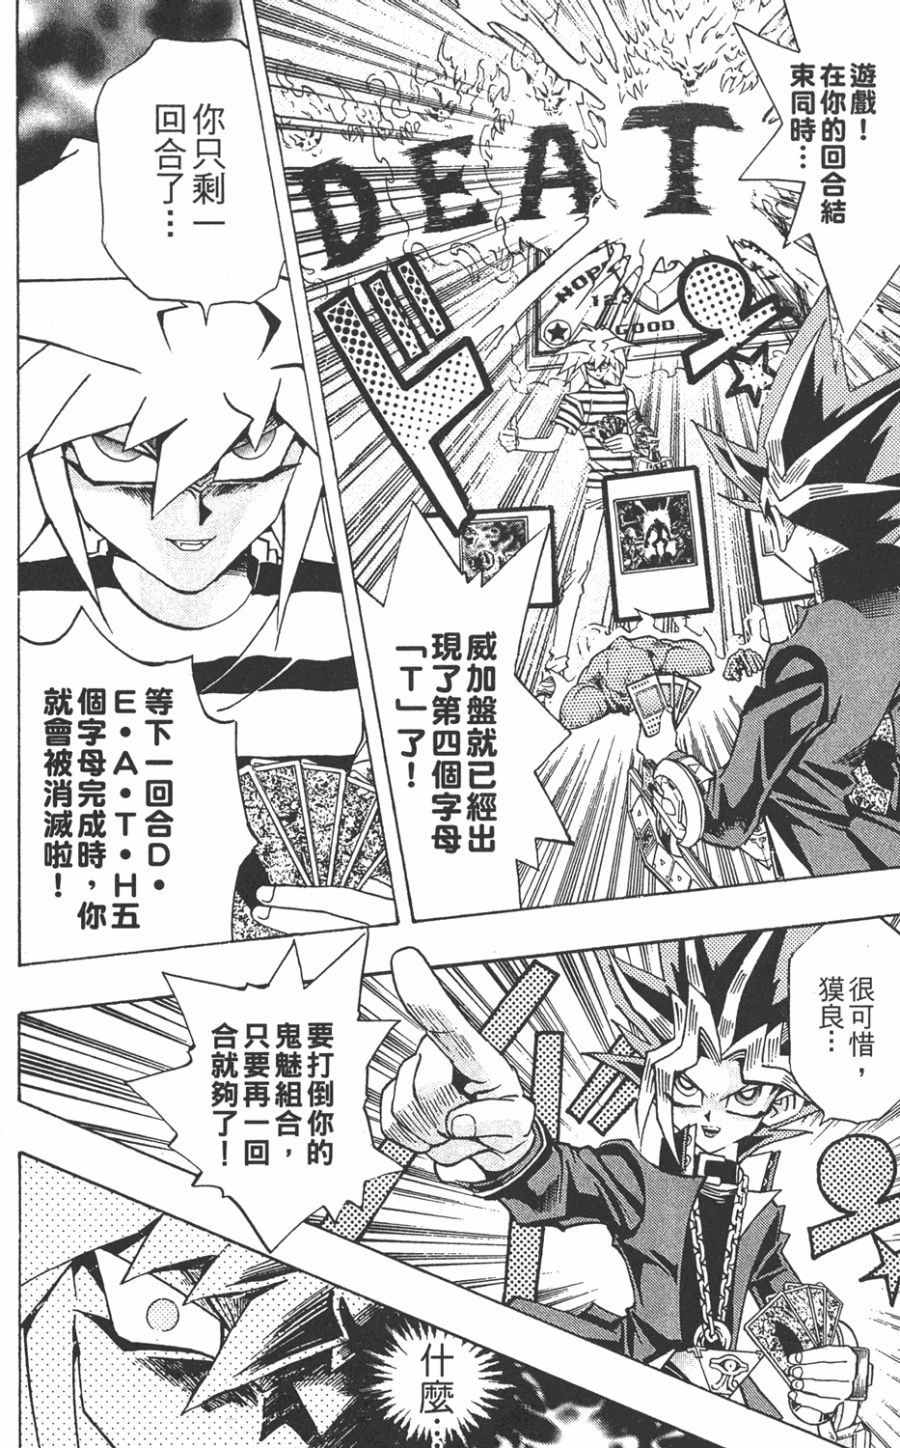 遊戲！
在你的回合結
束同時…
DEAT
NOP
123
GOOD
威加盤就已經出
現了第四個字母
「T」了！
你只剩一
回合了…
等下一回合D・
E・A・T・H五
個字母完成時，你
就會被消滅啦！
很可惜，
獏良…
要打倒你的
鬼魅組合，
只要再一回
合就夠了！
什麼…